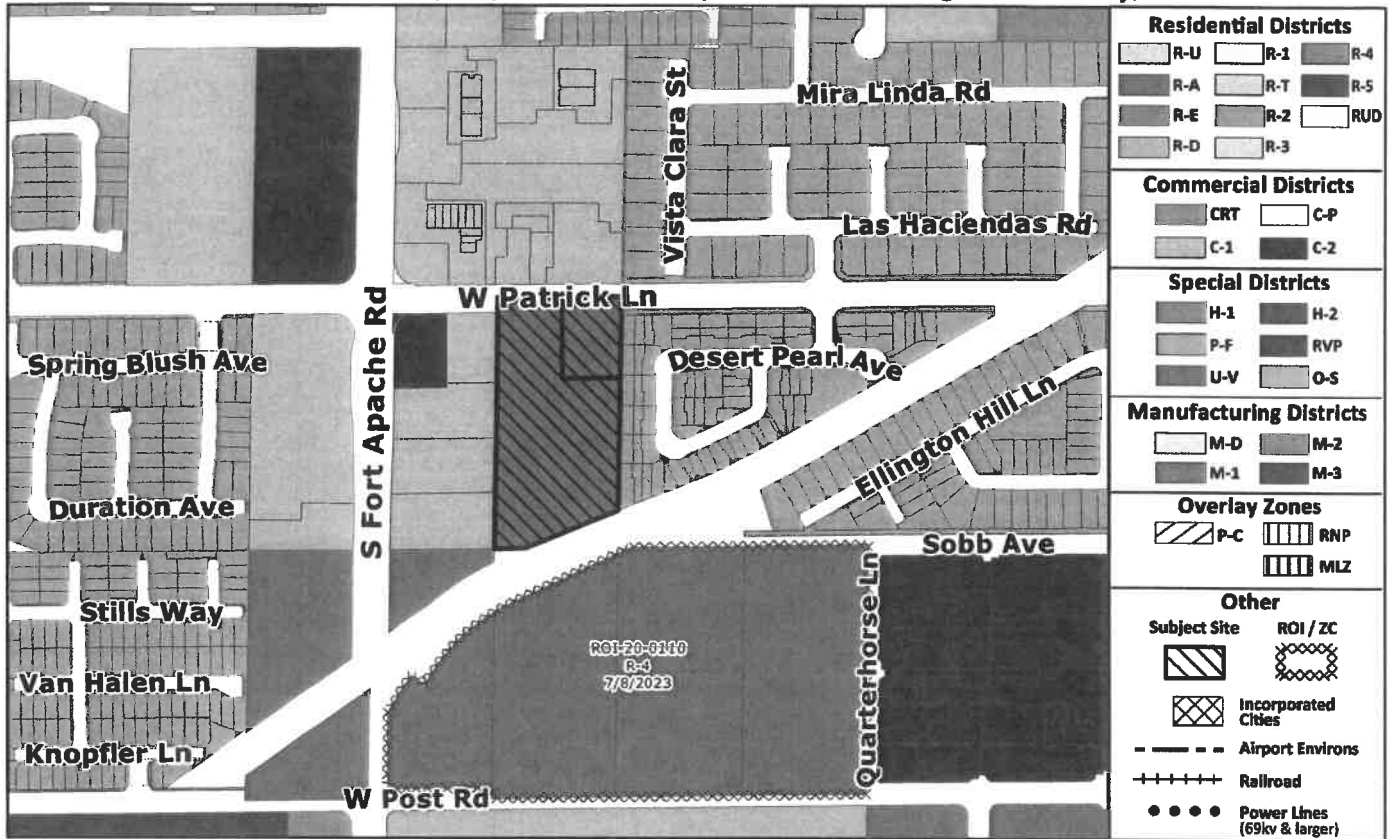 Mira Linda Rd
Vista Clara St
Las Haciendas Rd
W Patrick Ln
S Fort Apache Rd
Spring Blush Ave
Desert Pearl Ave
Ellington Hill Ln
Duration Ave
Sobb Ave
Stills Way
Quarterhorse Ln
ROI-20-0110
R-4
7/8/2023
Van Halen Ln
Knopfler Ln
W Post Rd
Residential Districts
R-U R-1 R-4
R-A R-T R-5
R-E R-2 RUD
R-D R-3
Commercial Districts
CRT C-P
C-1 C-2
Special Districts
H-1 H-2
P-F RVP
U-V O-S
Manufacturing Districts
M-D M-2
M-1 M-3
Overlay Zones
P-C RNP
MLZ
Other
Subject Site ROI / ZC
Incorporated
Cities
Airport Environs
Railroad
Power Lines
(69kv & larger)